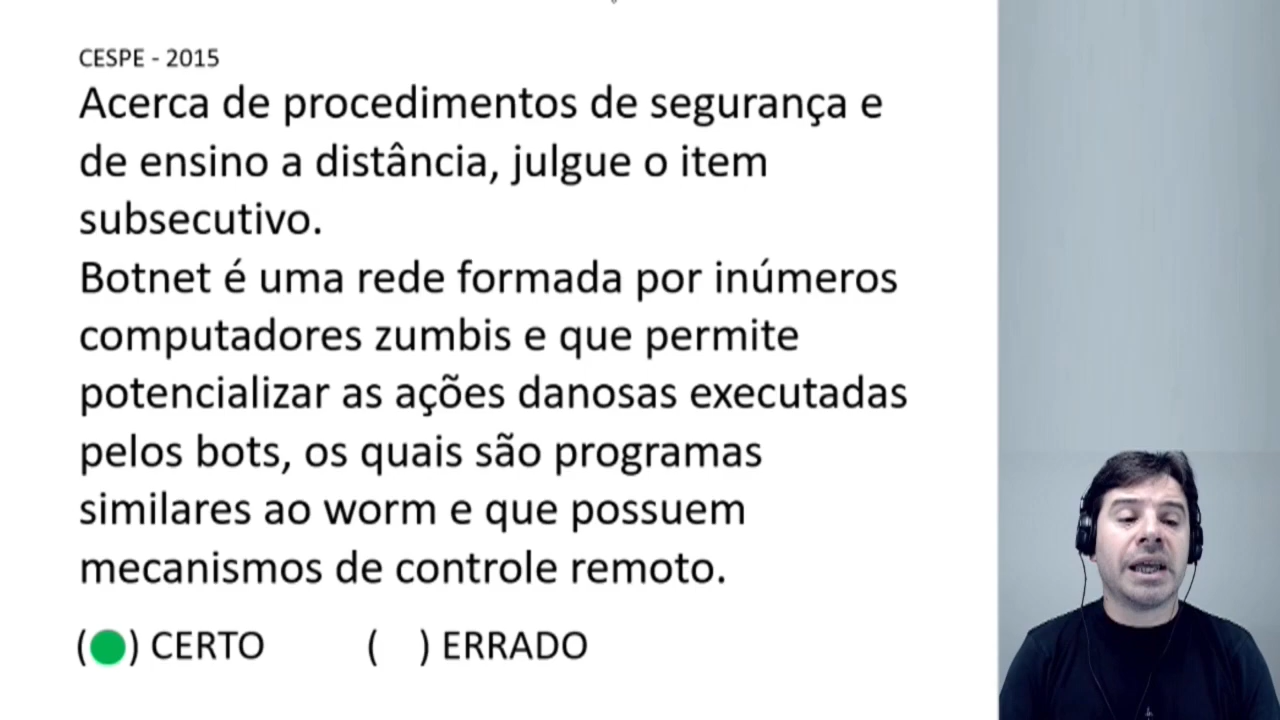 CESPE - 2015
Acerca de procedimentos de segurança e
de ensino a distância, julgue o item
subsecutivo.
Botnet é uma rede formada por inúmeros
computadores zumbis e que permite
potencializar as ações danosas executadas
pelos bots, os quais são programas
similares ao worm e que possuem
mecanismos de controle remoto.
( ) CERTO ( ) ERRADO